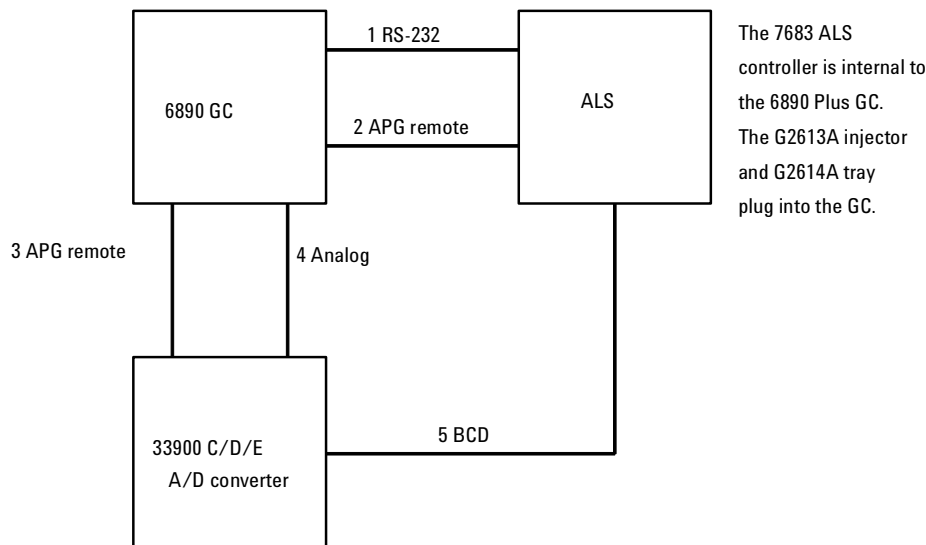 1 RS-232
6890 GC
ALS
2 APG remote
The 7683 ALS
controller is internal to
the 6890 Plus GC.
The G2613A injector
and G2614A tray
plug into the GC.
3 APG remote
4 Analog
33900 C/D/E
A/D converter
5 BCD